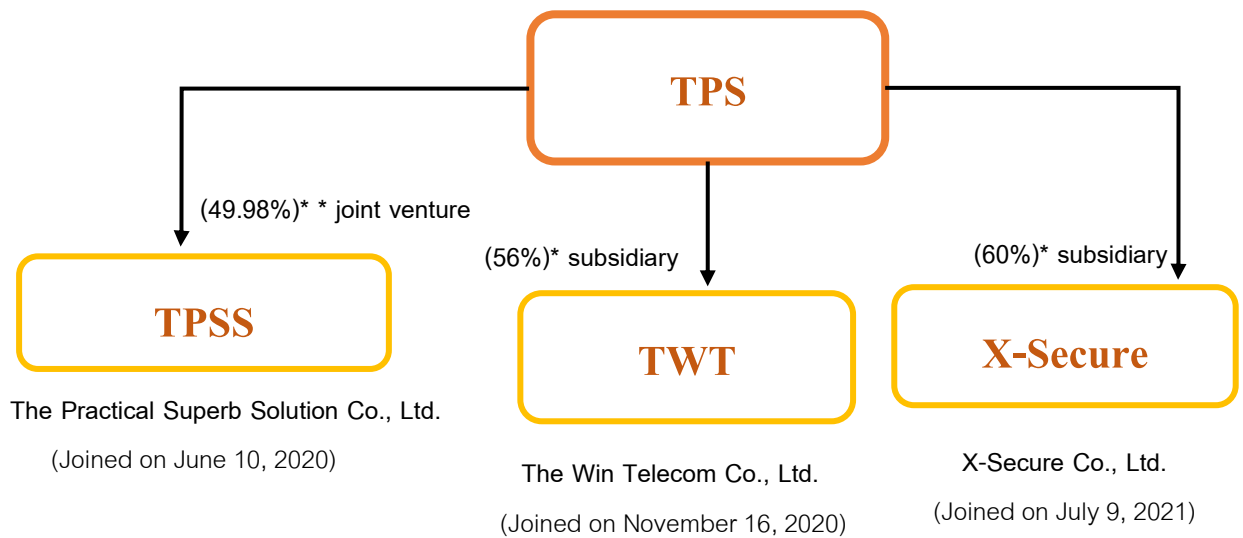 TPS
(49.98%)* * joint venture
(56%)* subsidiary
(60%)* subsidiary
TPSS
TWT
X-Secure
The Practical Superb Solution Co., Ltd.
(Joined on June 10, 2020)
The Win Telecom Co., Ltd.
(Joined on November 16, 2020)
X-Secure Co., Ltd.
(Joined on July 9, 2021)